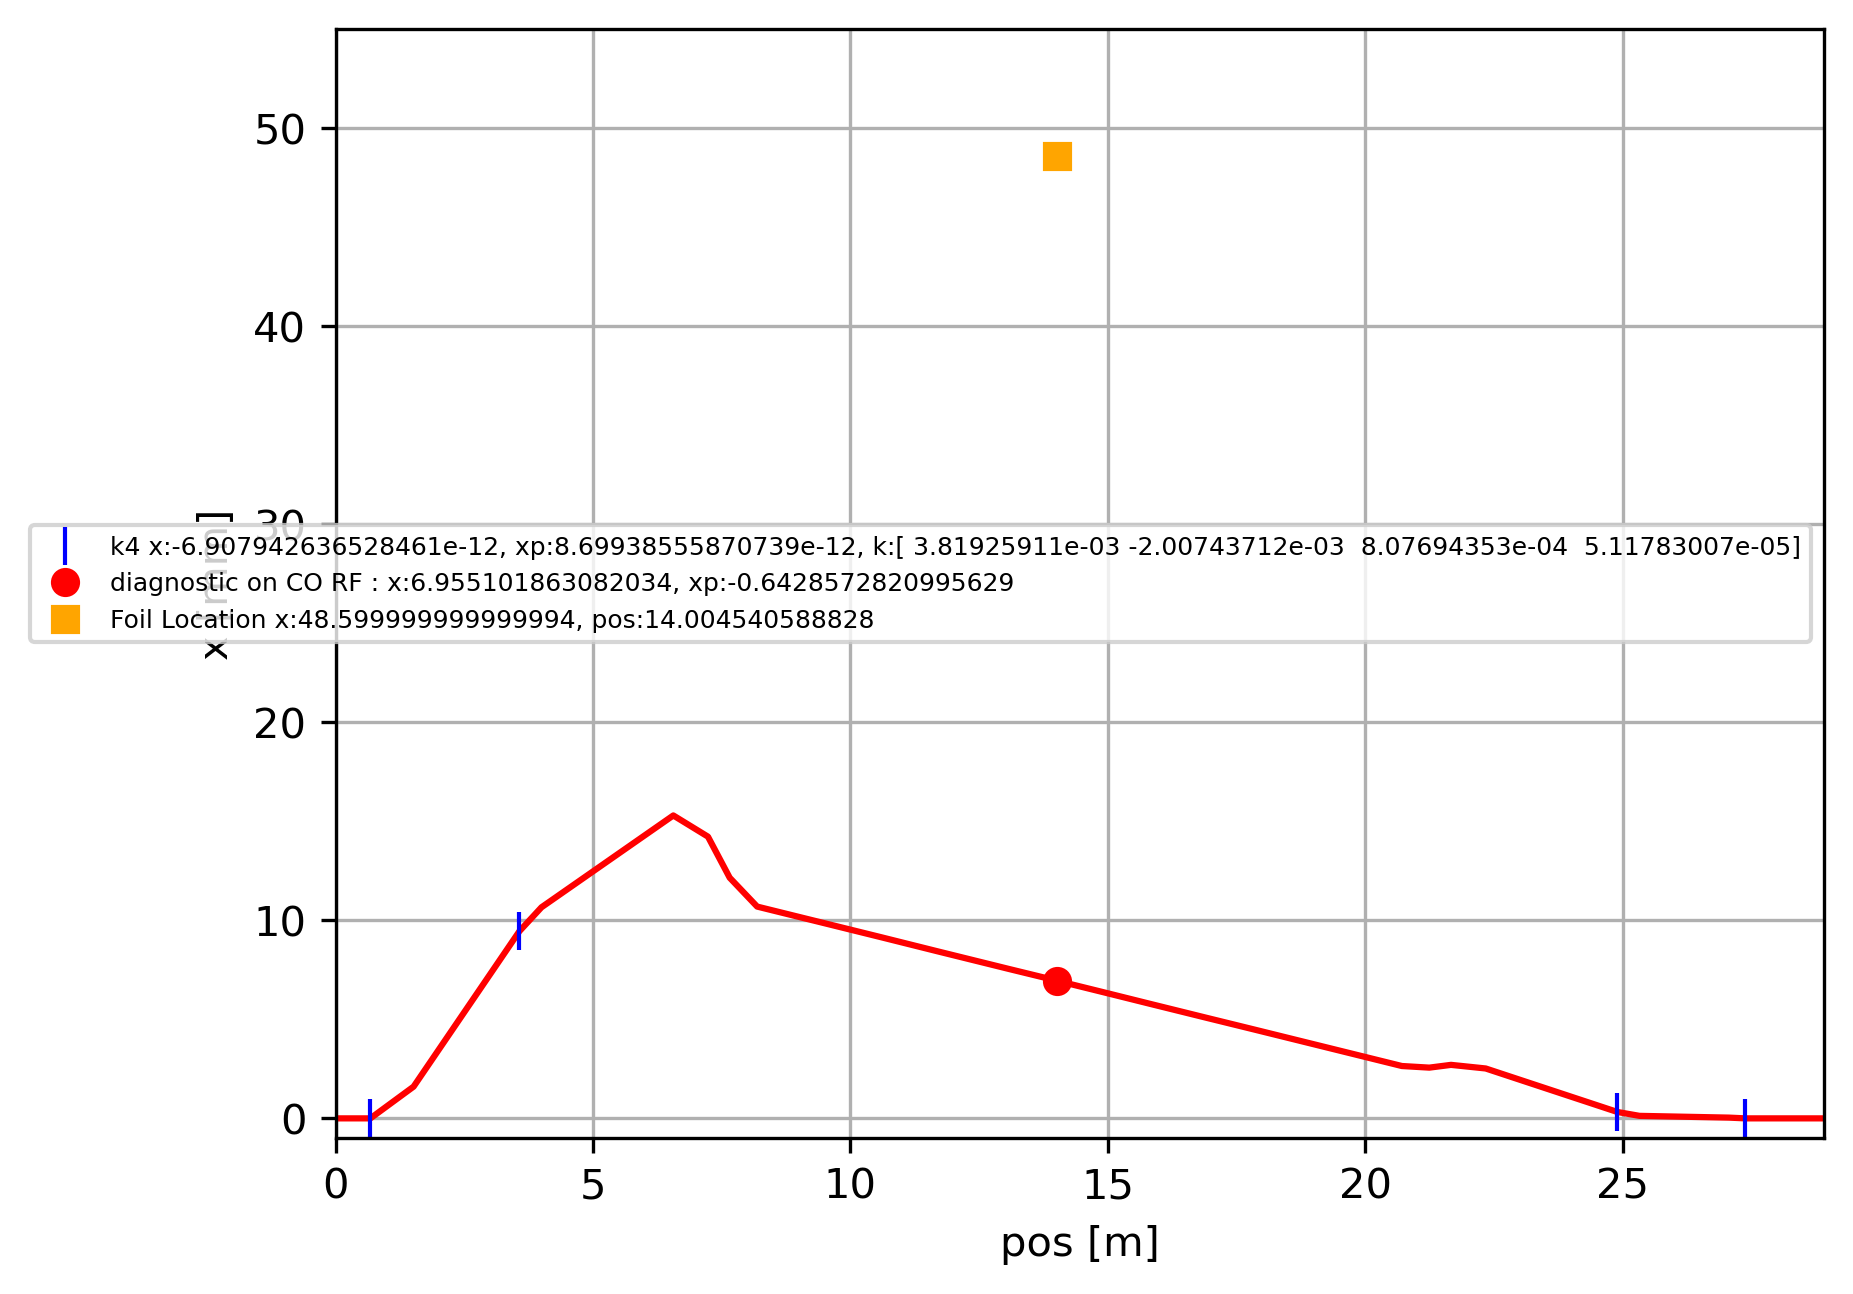 50
40
30
20
10
0
x [mm]
k4 x:-6.907942636528461e-12, xp:8.69938555870739e-12, k:[ 3.81925911e-03 -2.00743712e-03  8.07694353e-04  5.11783007e-05]
diagnostic on CO RF : x:6.955101863082034, xp:-0.6428572820995629
Foil Location x:48.599999999999994, pos:14.004540588828
0 5 10 15 20 25
pos [m]